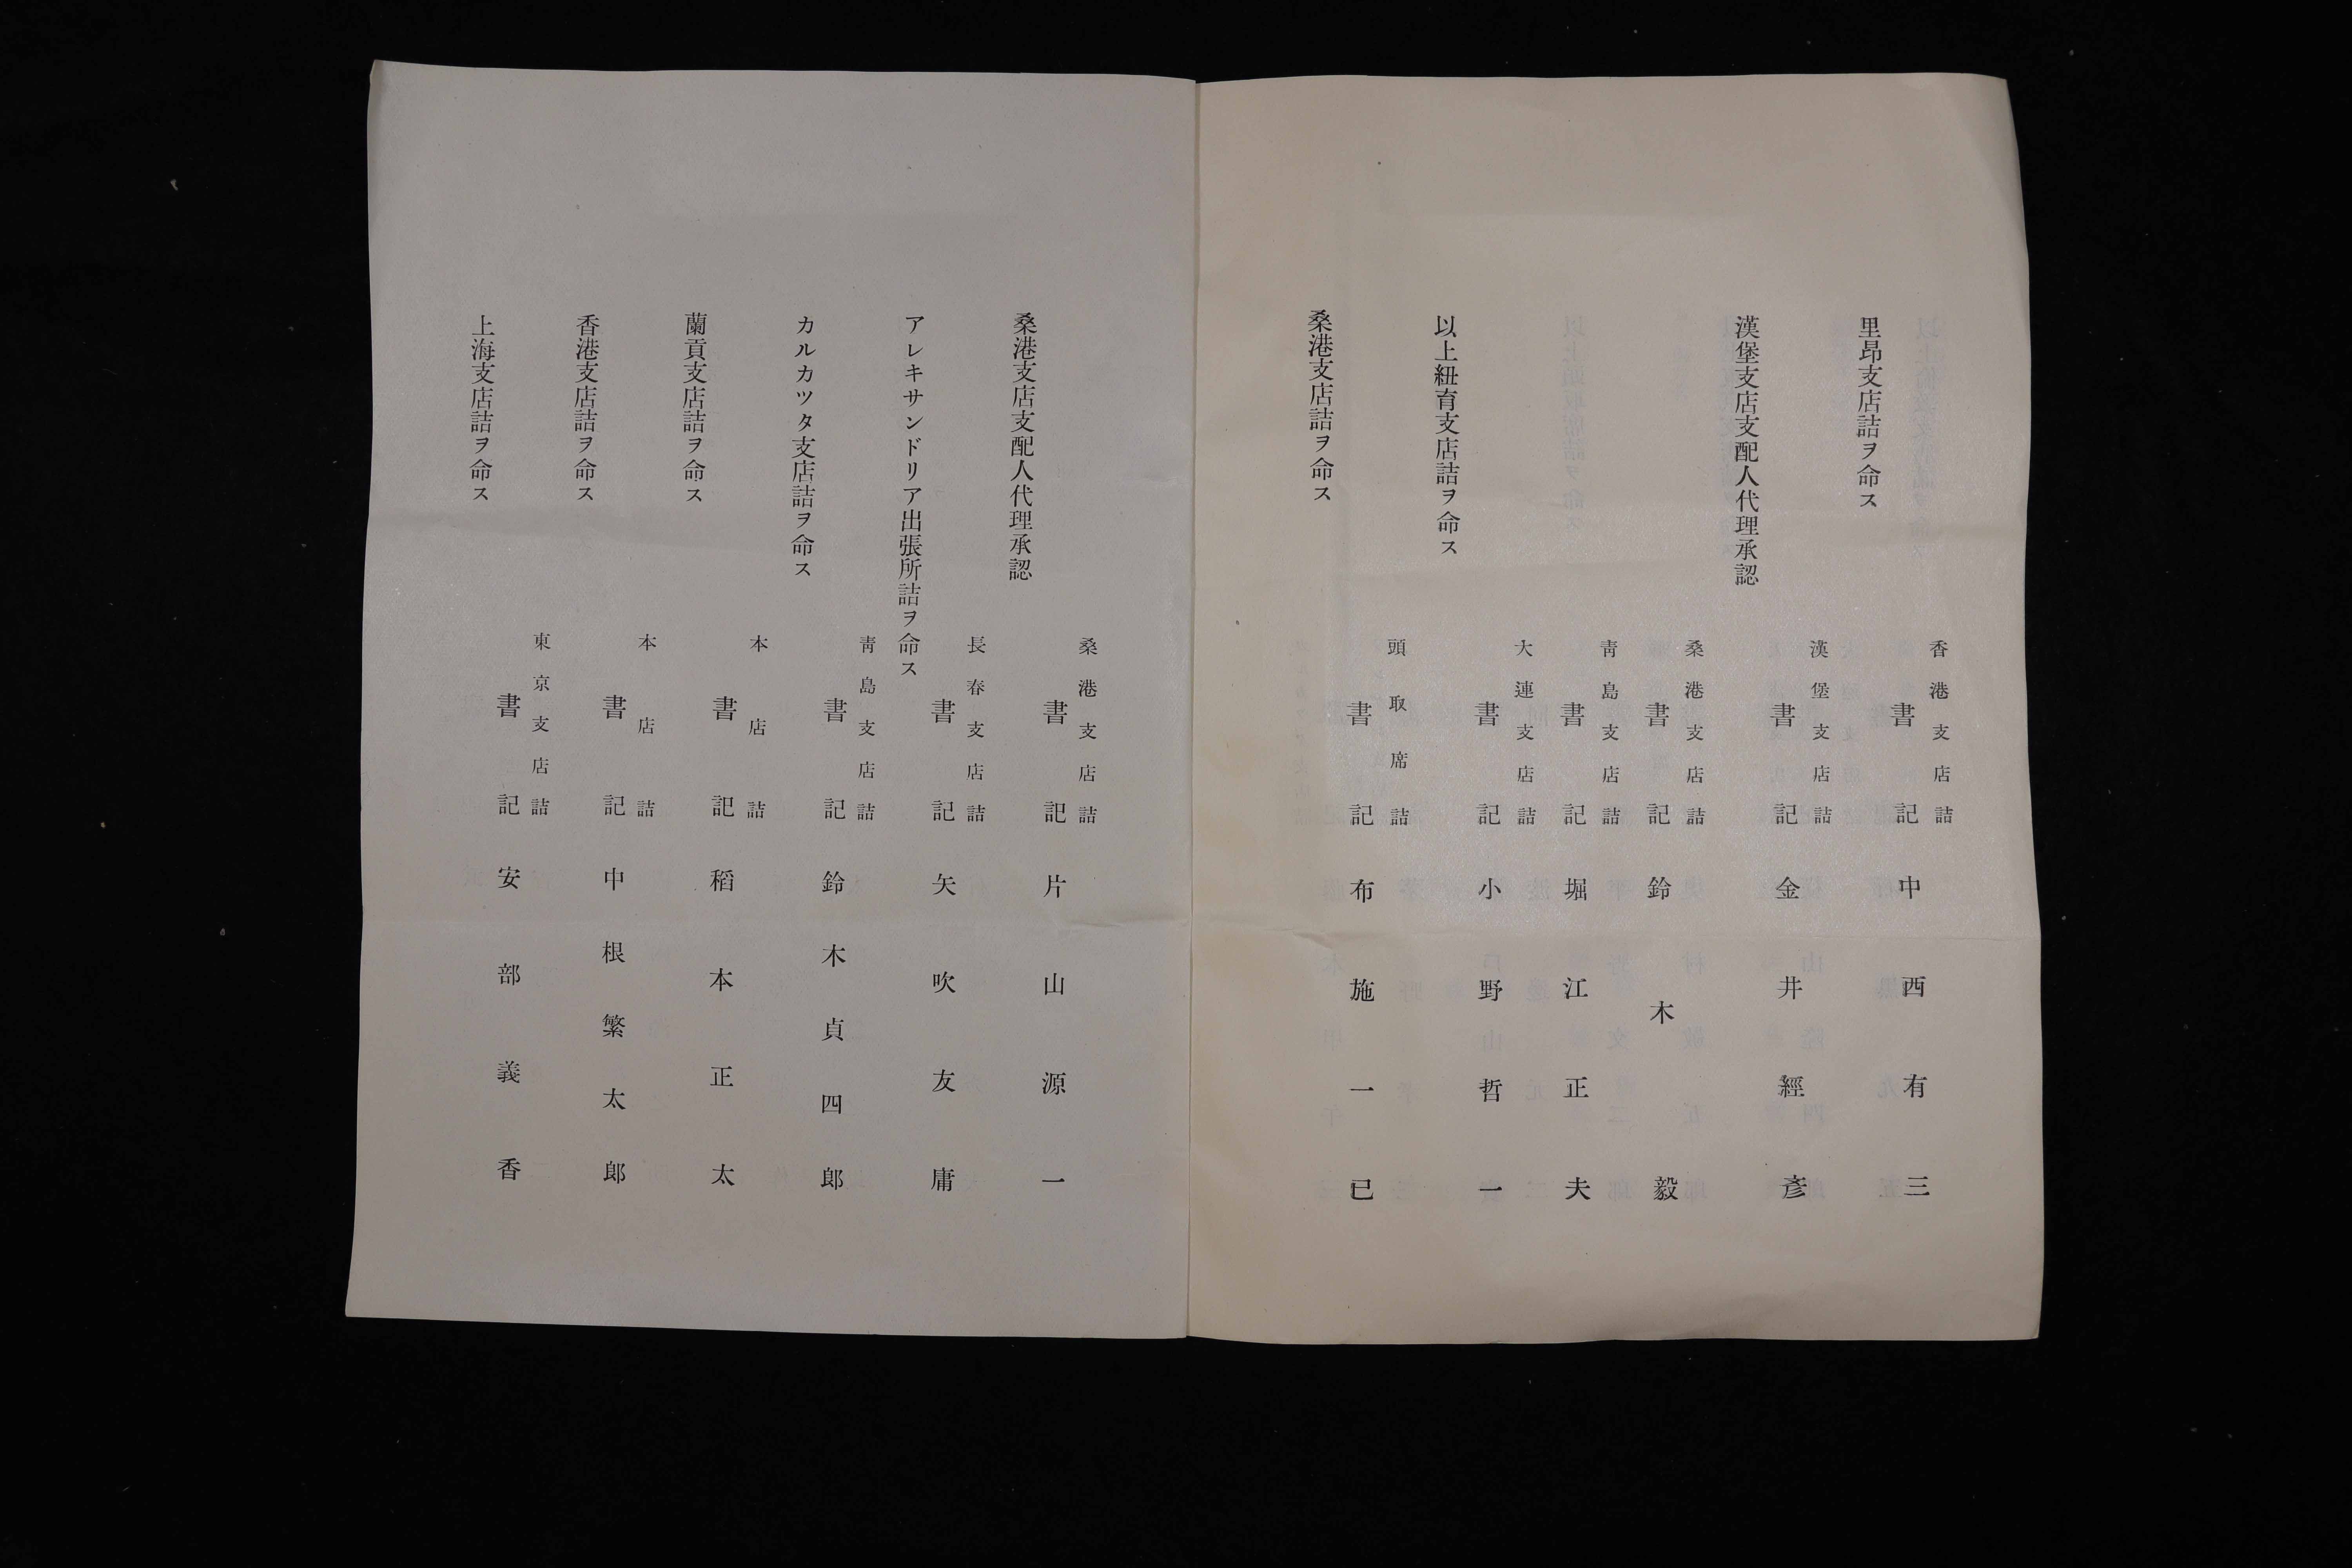 香港支店詰
書記 中西有三
里昂支店詰ヲ命ス
漢堡支店詰
書記 金井經彥
漢堡支店支配人代理承認
桑港支店詰
書記 鈴木毅
靑島支店詰
書記 堀江正夫
大連支店詰
書記 小野哲一
以上紐育支店詰ヲ命ス
頭取席詰
書記 布施一已
桑港支店詰ヲ命ス
桑港支店詰
書記 片山源一
桑港支店支配人代理承認
長春支店詰
書記 矢吹友庸
アレキサンドリア出張所詰ヲ命ス
靑島支店詰
書記 鈴木貞四郎
カルカツタ支店詰ヲ命ス
本店詰
書記 稻本正太
蘭貢支店詰ヲ命ス
本店詰
書記 中根繁太郎
香港支店詰ヲ命ス
東京支店詰
書記 安部義香
上海支店詰ヲ命ス